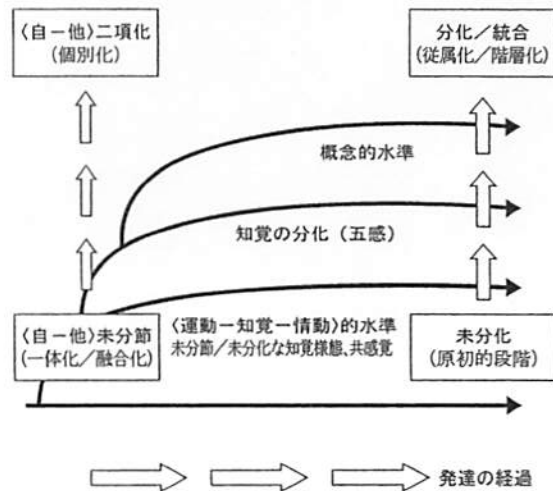 〈自ー他〉二項化
(個別化)
分化/統合
(従属化/階層化)
概念的水準
知覚の分化(五感)
〈自ー他〉未分節
(一体化/融合化)
〈運動ー知覚ー情動〉的水準
未分節/未分化な知覚様態、共感覚
未分化
(原初的段階)
発達の経過